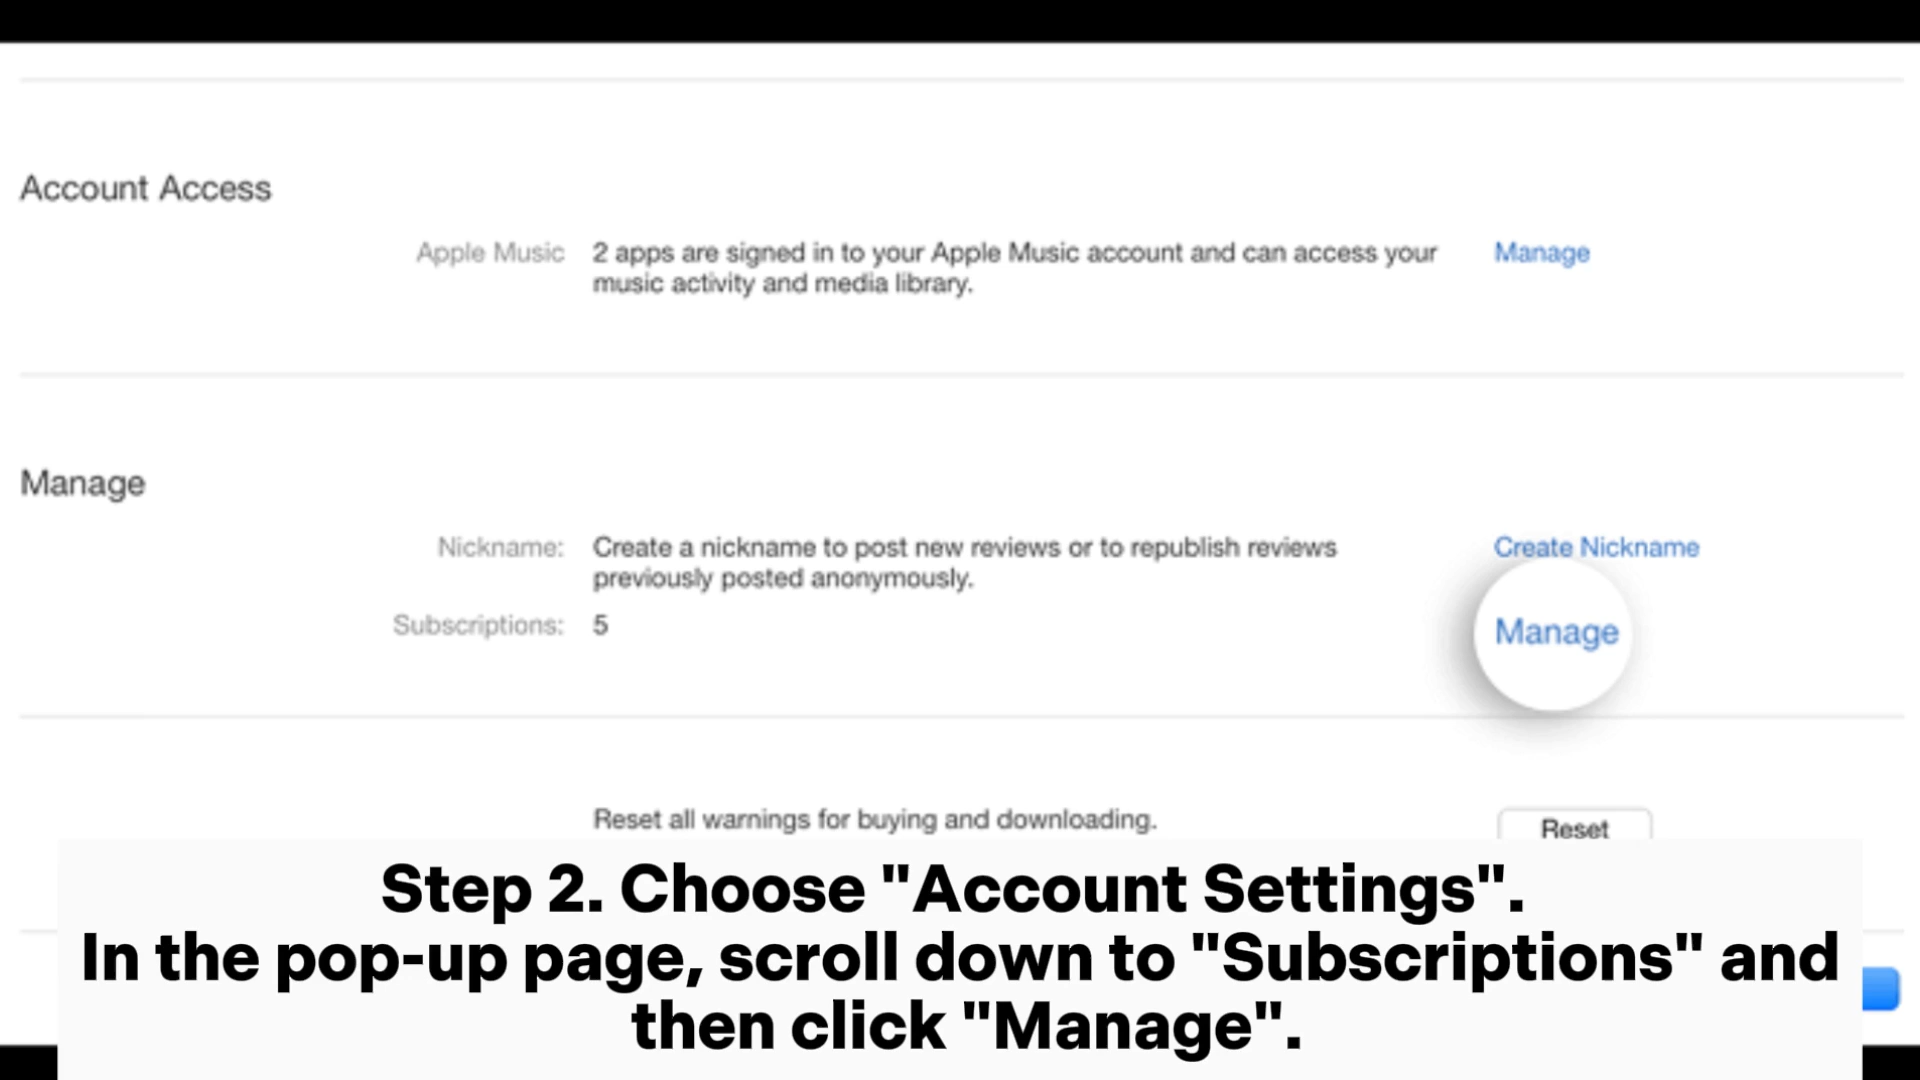 Account Access
Apple Music 2 apps are signed in to your Apple Music account and can access your Manage
music activity and media library.
Manage
Nickname: Create a nickname to post new reviews or to republish reviews Create Nickname
previously posted anonymously.
Subscriptions: 5 Manage
Reset all warnings for buying and downloading. Reset
Step 2. Choose "Account Settings".
In the pop-up page, scroll down to "Subscriptions" and
then click "Manage".